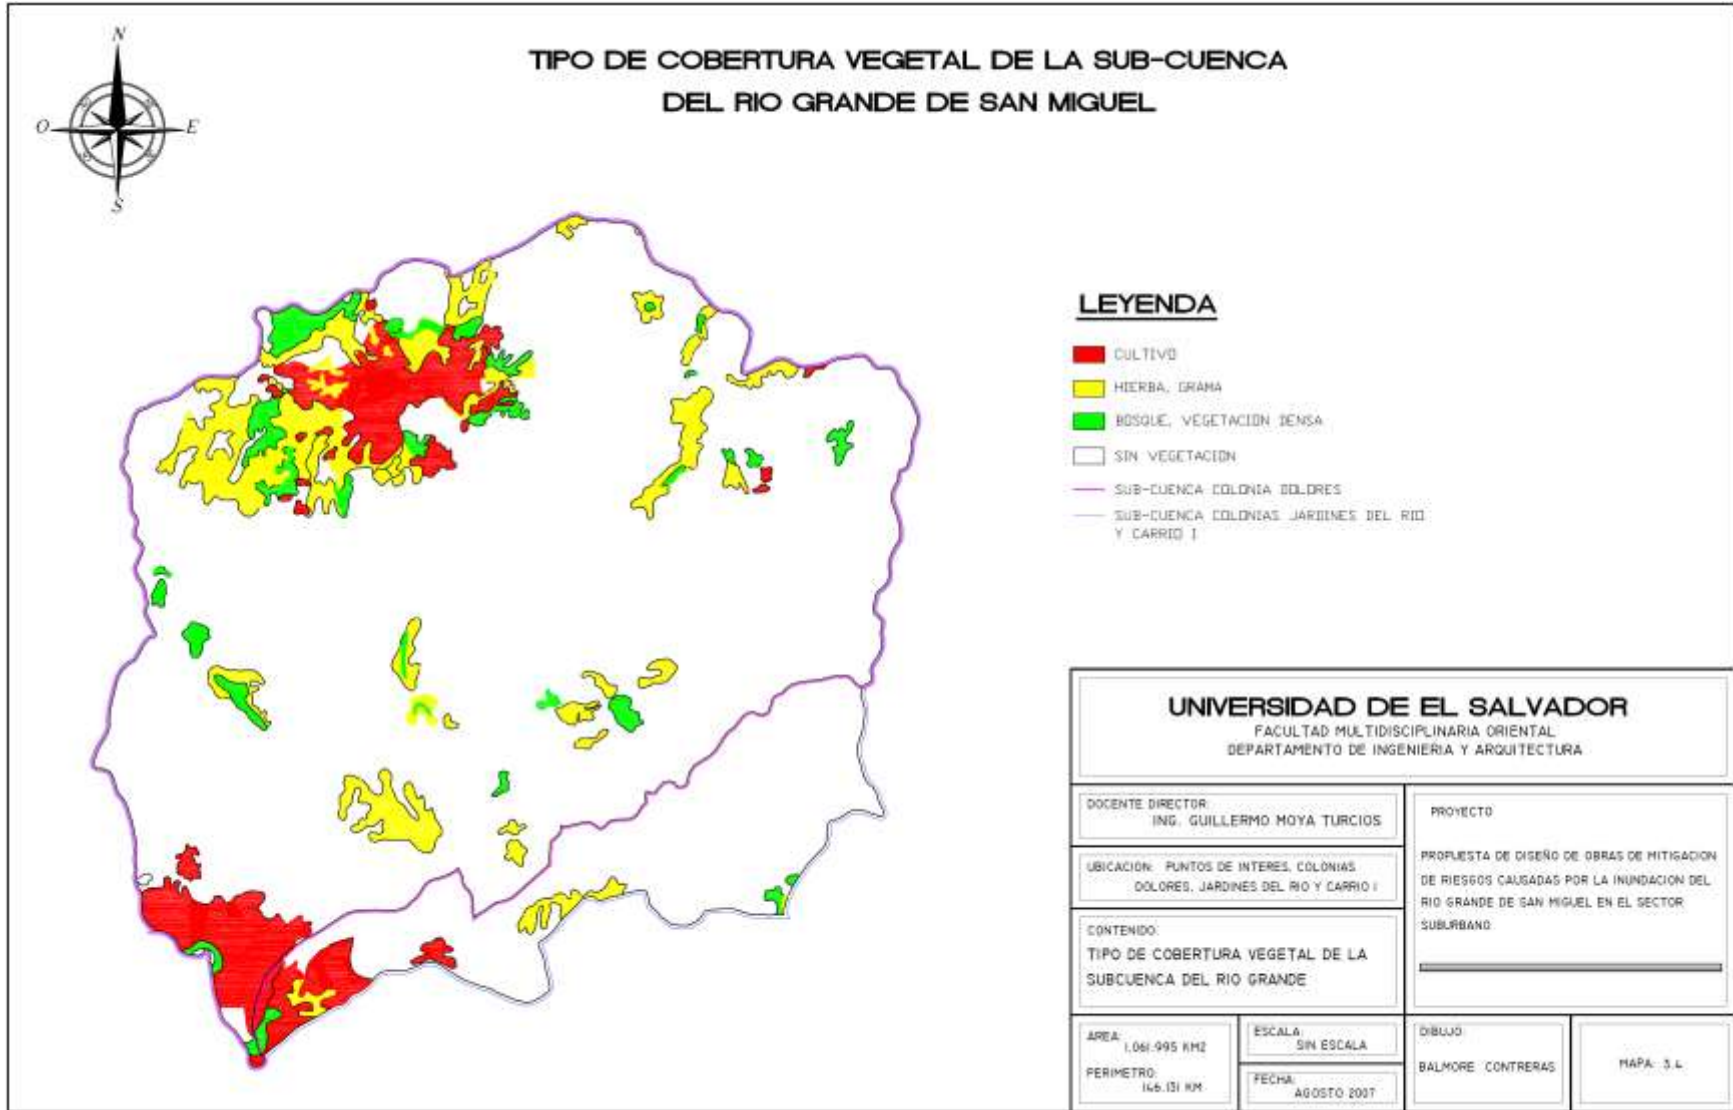 TIPO DE COBERTURA VEGETAL DE LA SUB-CUENCA
DEL RIO GRANDE DE SAN MIGUEL
N
O
E
S
LEYENDA
CULTIVO
HIERBA, GRAMA
BOSQUE, VEGETACION DENSA
SIN VEGETACION
SUB-CUENCA COLONIA DOLORES
SUB-CUENCA COLONIAS JARDINES DEL RIO
Y CARRIO I
UNIVERSIDAD DE EL SALVADOR
FACULTAD MULTIDISCIPLINARIA ORIENTAL
DEPARTAMENTO DE INGENIERIA Y ARQUITECTURA
DOCENTE DIRECTOR:
ING. GUILLERMO MOYA TURCIOS
UBICACION: PUNTOS DE INTERES, COLONIAS
DOLORES, JARDINES DEL RIO Y CARRIO I
CONTENIDO:
TIPO DE COBERTURA VEGETAL DE LA
SUBCUENCA DEL RIO GRANDE
PROYECTO
PROPUESTA DE DISEÑO DE OBRAS DE MITIGACION
DE RIESGOS CAUSADAS POR LA INUNDACION DEL
RIO GRANDE DE SAN MIGUEL EN EL SECTOR
SUBURBANO
AREA:
1,061.995 KM2
PERIMETRO:
146.131 KM
ESCALA:
SIN ESCALA
FECHA:
AGOSTO 2007
DIBUJO:
BALMORE CONTRERAS
MAPA: